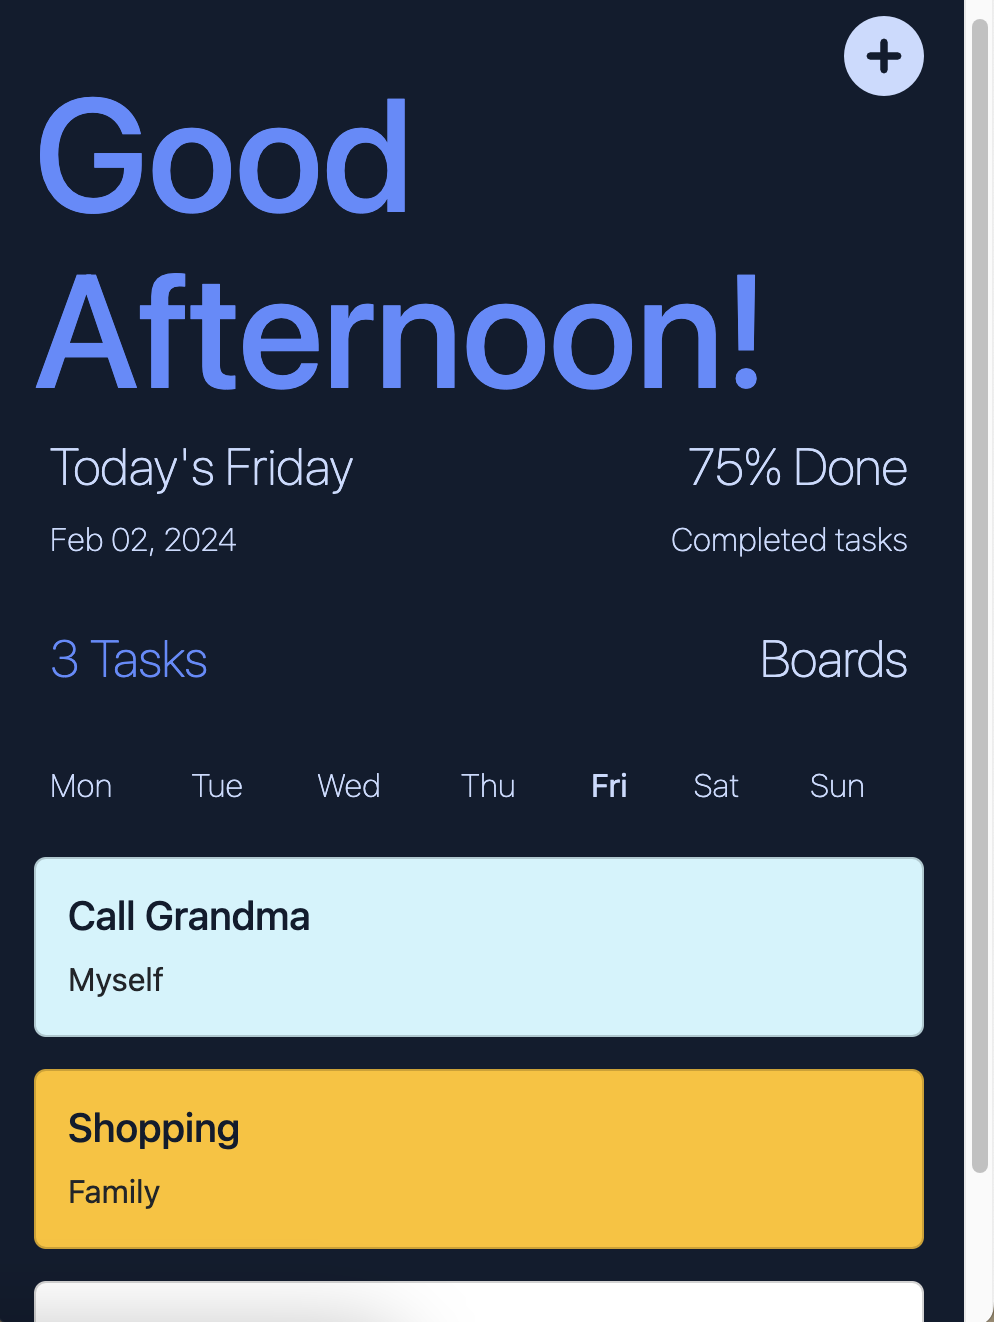 Good
Afternoon!
Today's Friday
75% Done
Feb 02, 2024
Completed tasks
3 Tasks
Boards
Mon Tue Wed Thu Fri Sat Sun
Call Grandma
Myself
Shopping
Family